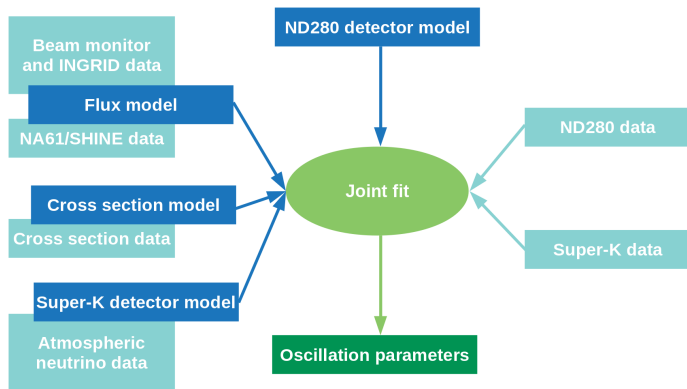 Beam monitor
and INGRID data
Flux model
NA61/SHINE data
Cross section model
Cross section data
Super-K detector model
Atmospheric
neutrino data
ND280 detector model
Joint fit
Oscillation parameters
ND280 data
Super-K data